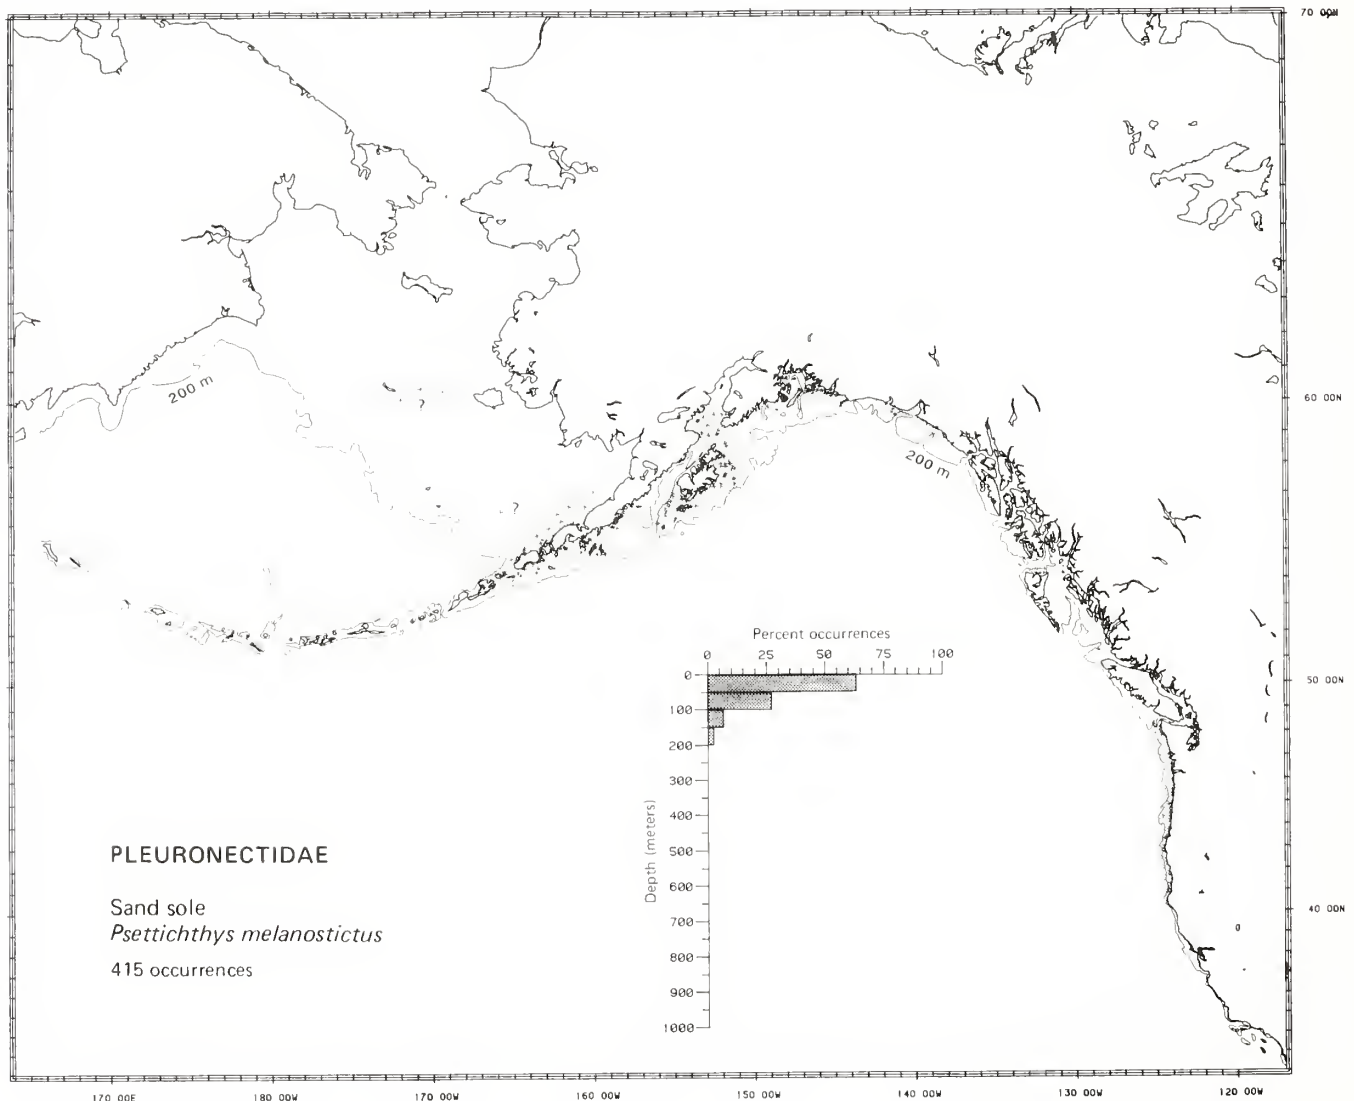 70 00N
200 m
60 00N
?
200 m
?
Percent occurrences
0 25 50 75 100
50 00N
0
100
200
300
400
500
600
700
800
900
1000
Depth (meters)
PLEURONECTIDAE
Sand sole
Psettichthys melanostictus
415 occurrences
40 00N
170 00E 180 00W 170 00W 160 00W 150 00W 140 00W 130 00W 120 00W